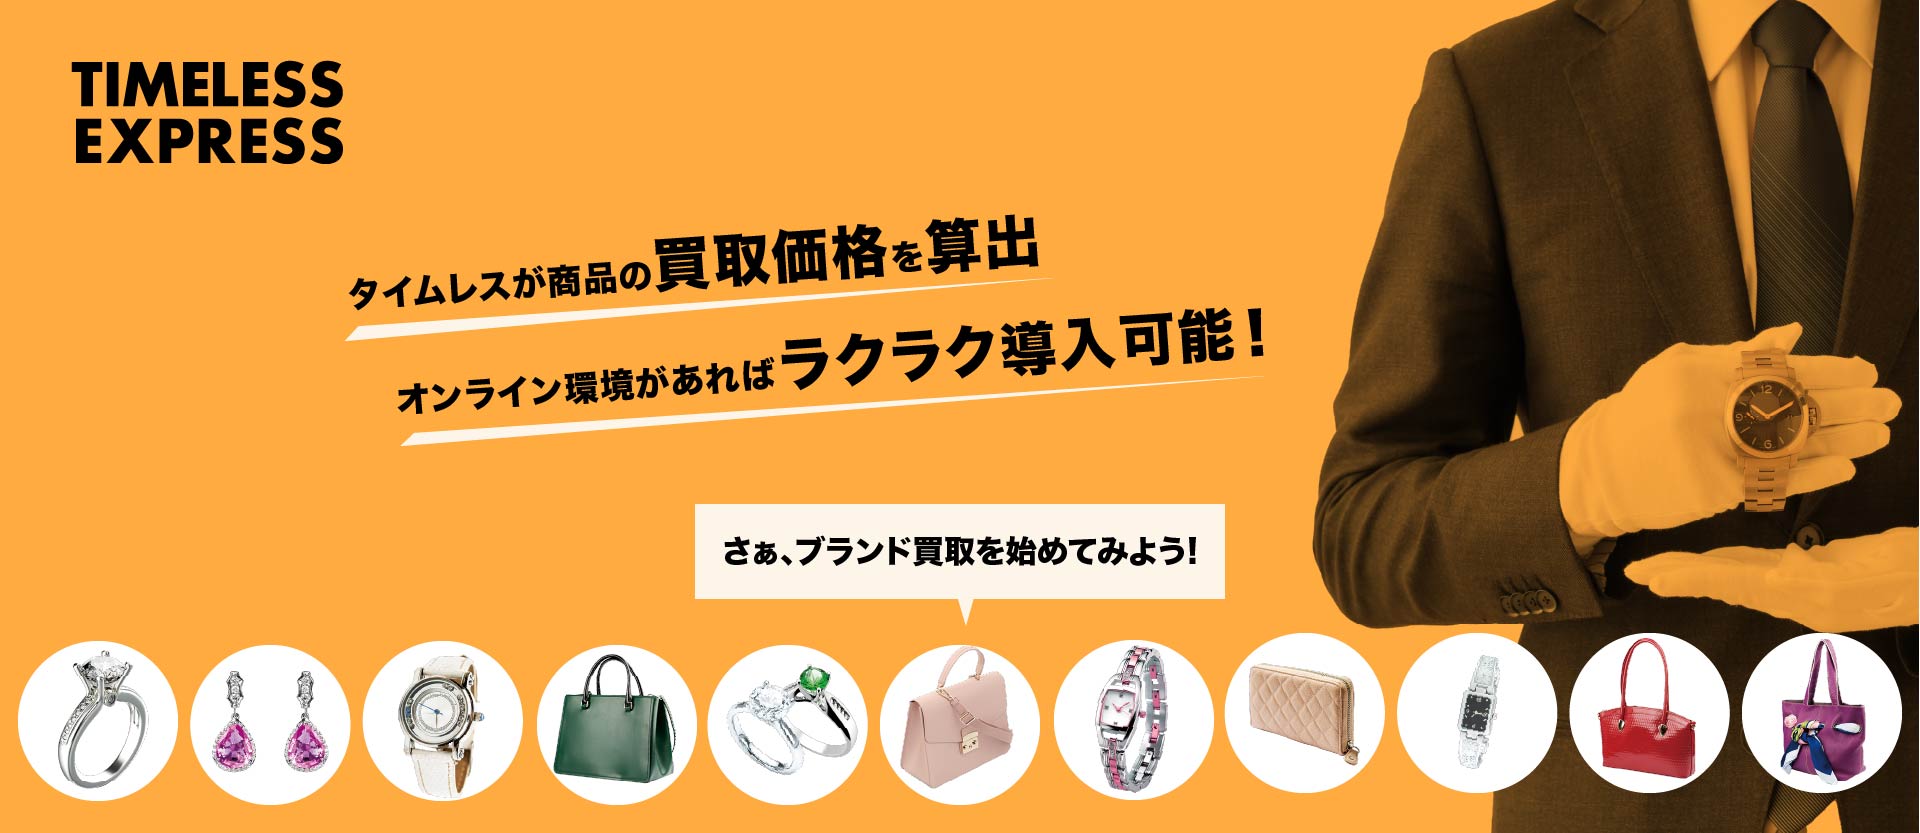 TIMELESS
EXPRESS
タイムレスが商品の買取価格を算出
オンライン環境があればラクラク導入可能！
さぁ、ブランド買取を始めてみよう！